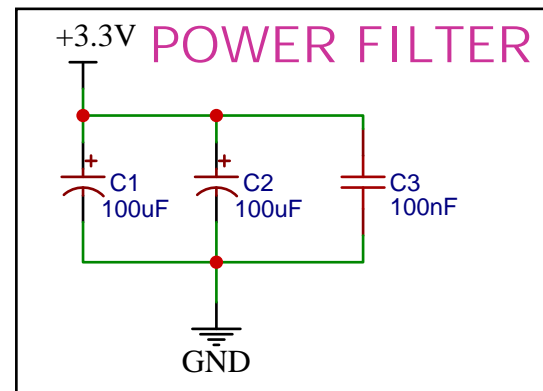 +3.3V
POWER FILTER
+
C1
100uF
+
C2
100uF
C3
100nF
GND